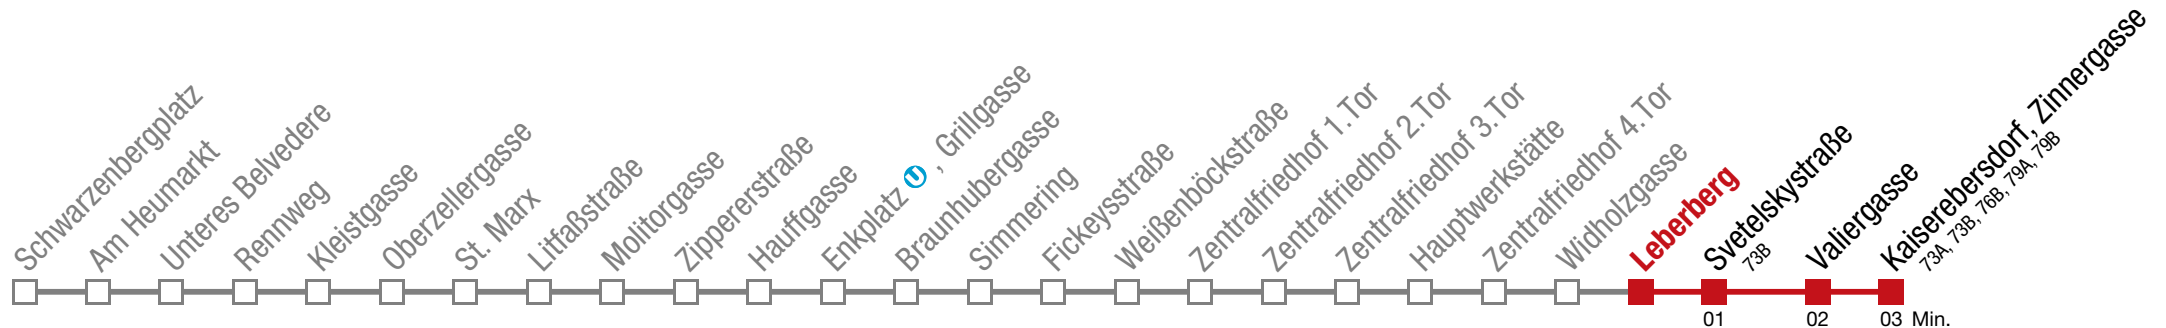 Schwarzenbergplatz
Am Heumarkt
Unteres Belvedere
Rennweg
Kleistgasse
Oberzellergasse
St. Marx
Litfaßstraße
Molitorgasse
Zippererstraße
Hauffgasse
Enkplatz U, Grillgasse
Braunhubergasse
Simmering
Fickeysstraße
Weißenböckstraße
Zentralfriedhof 1.Tor
Zentralfriedhof 2.Tor
Zentralfriedhof 3.Tor
Hauptwerkstätte
Zentralfriedhof 4.Tor
Widholzgasse
Leberberg
Svetelskystraße
73B
Valiergasse
Kaiserebersdorf, Zinnergasse
73A, 73B, 76B, 79A, 79B
01 02 03 Min.